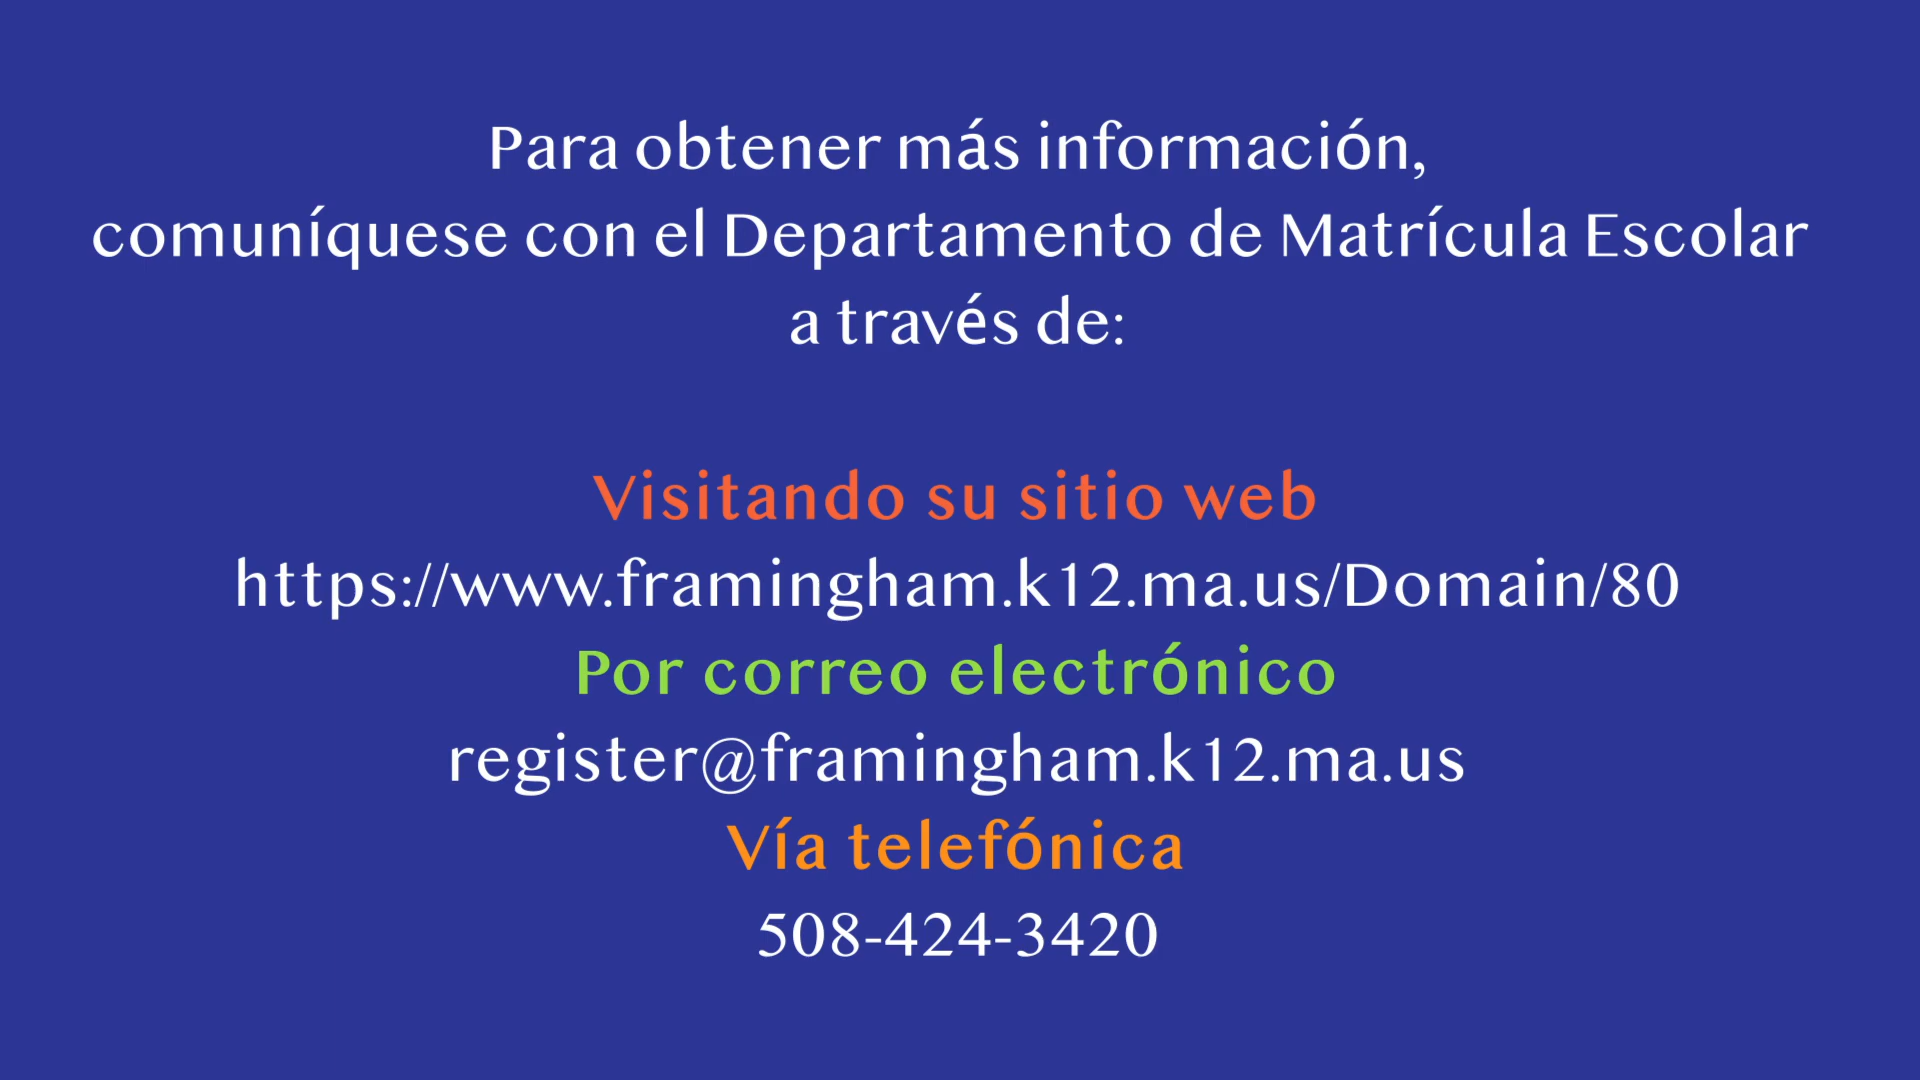 Para obtener más información,
comuníquese con el Departamento de Matrícula Escolar
a través de:
Visitando su sitio web
https://www.framingham.k12.ma.us/Domain/80
Por correo electrónico
register@framingham.k12.ma.us
Vía telefónica
508-424-3420